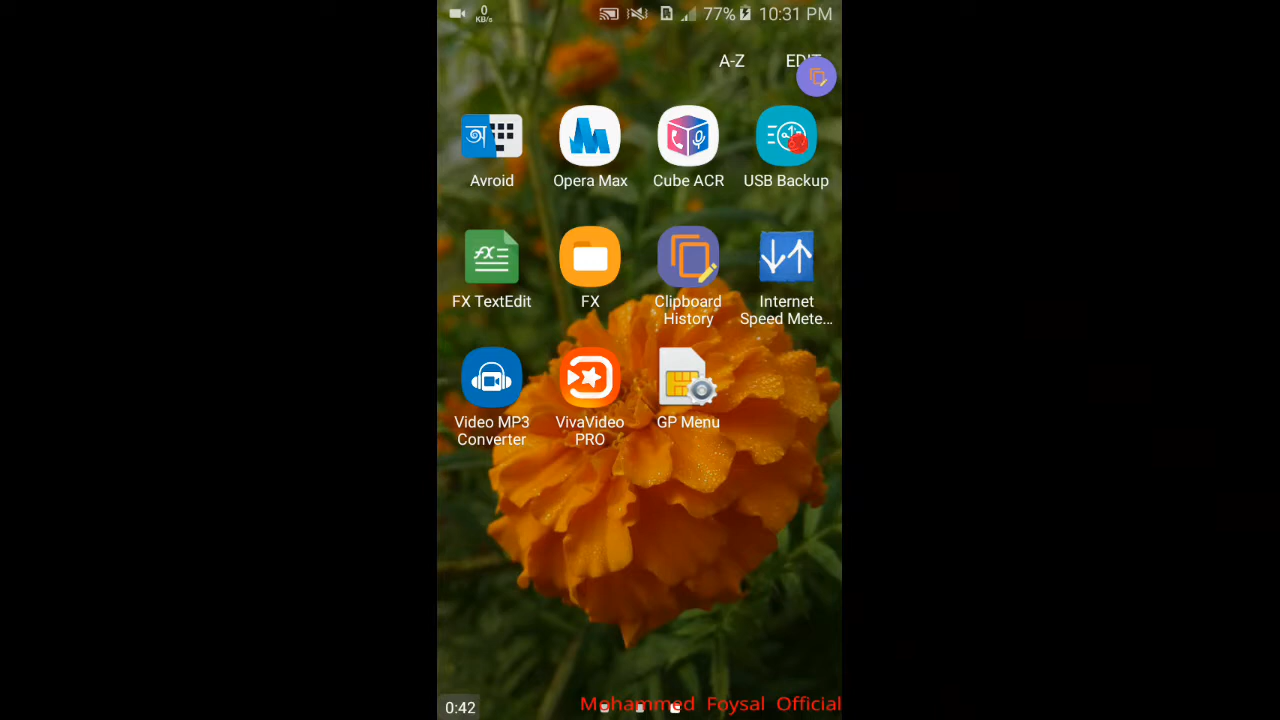 0
KB/s
77%
10:31 PM
A-Z
EDIT
অ
Avroid
Opera Max
Cube ACR
USB Backup
FX
FX TextEdit
FX
Clipboard
History
Internet
Speed Mete...
Video MP3
Converter
VivaVideo
PRO
GP Menu
0:42
Mohammed Foysal Official